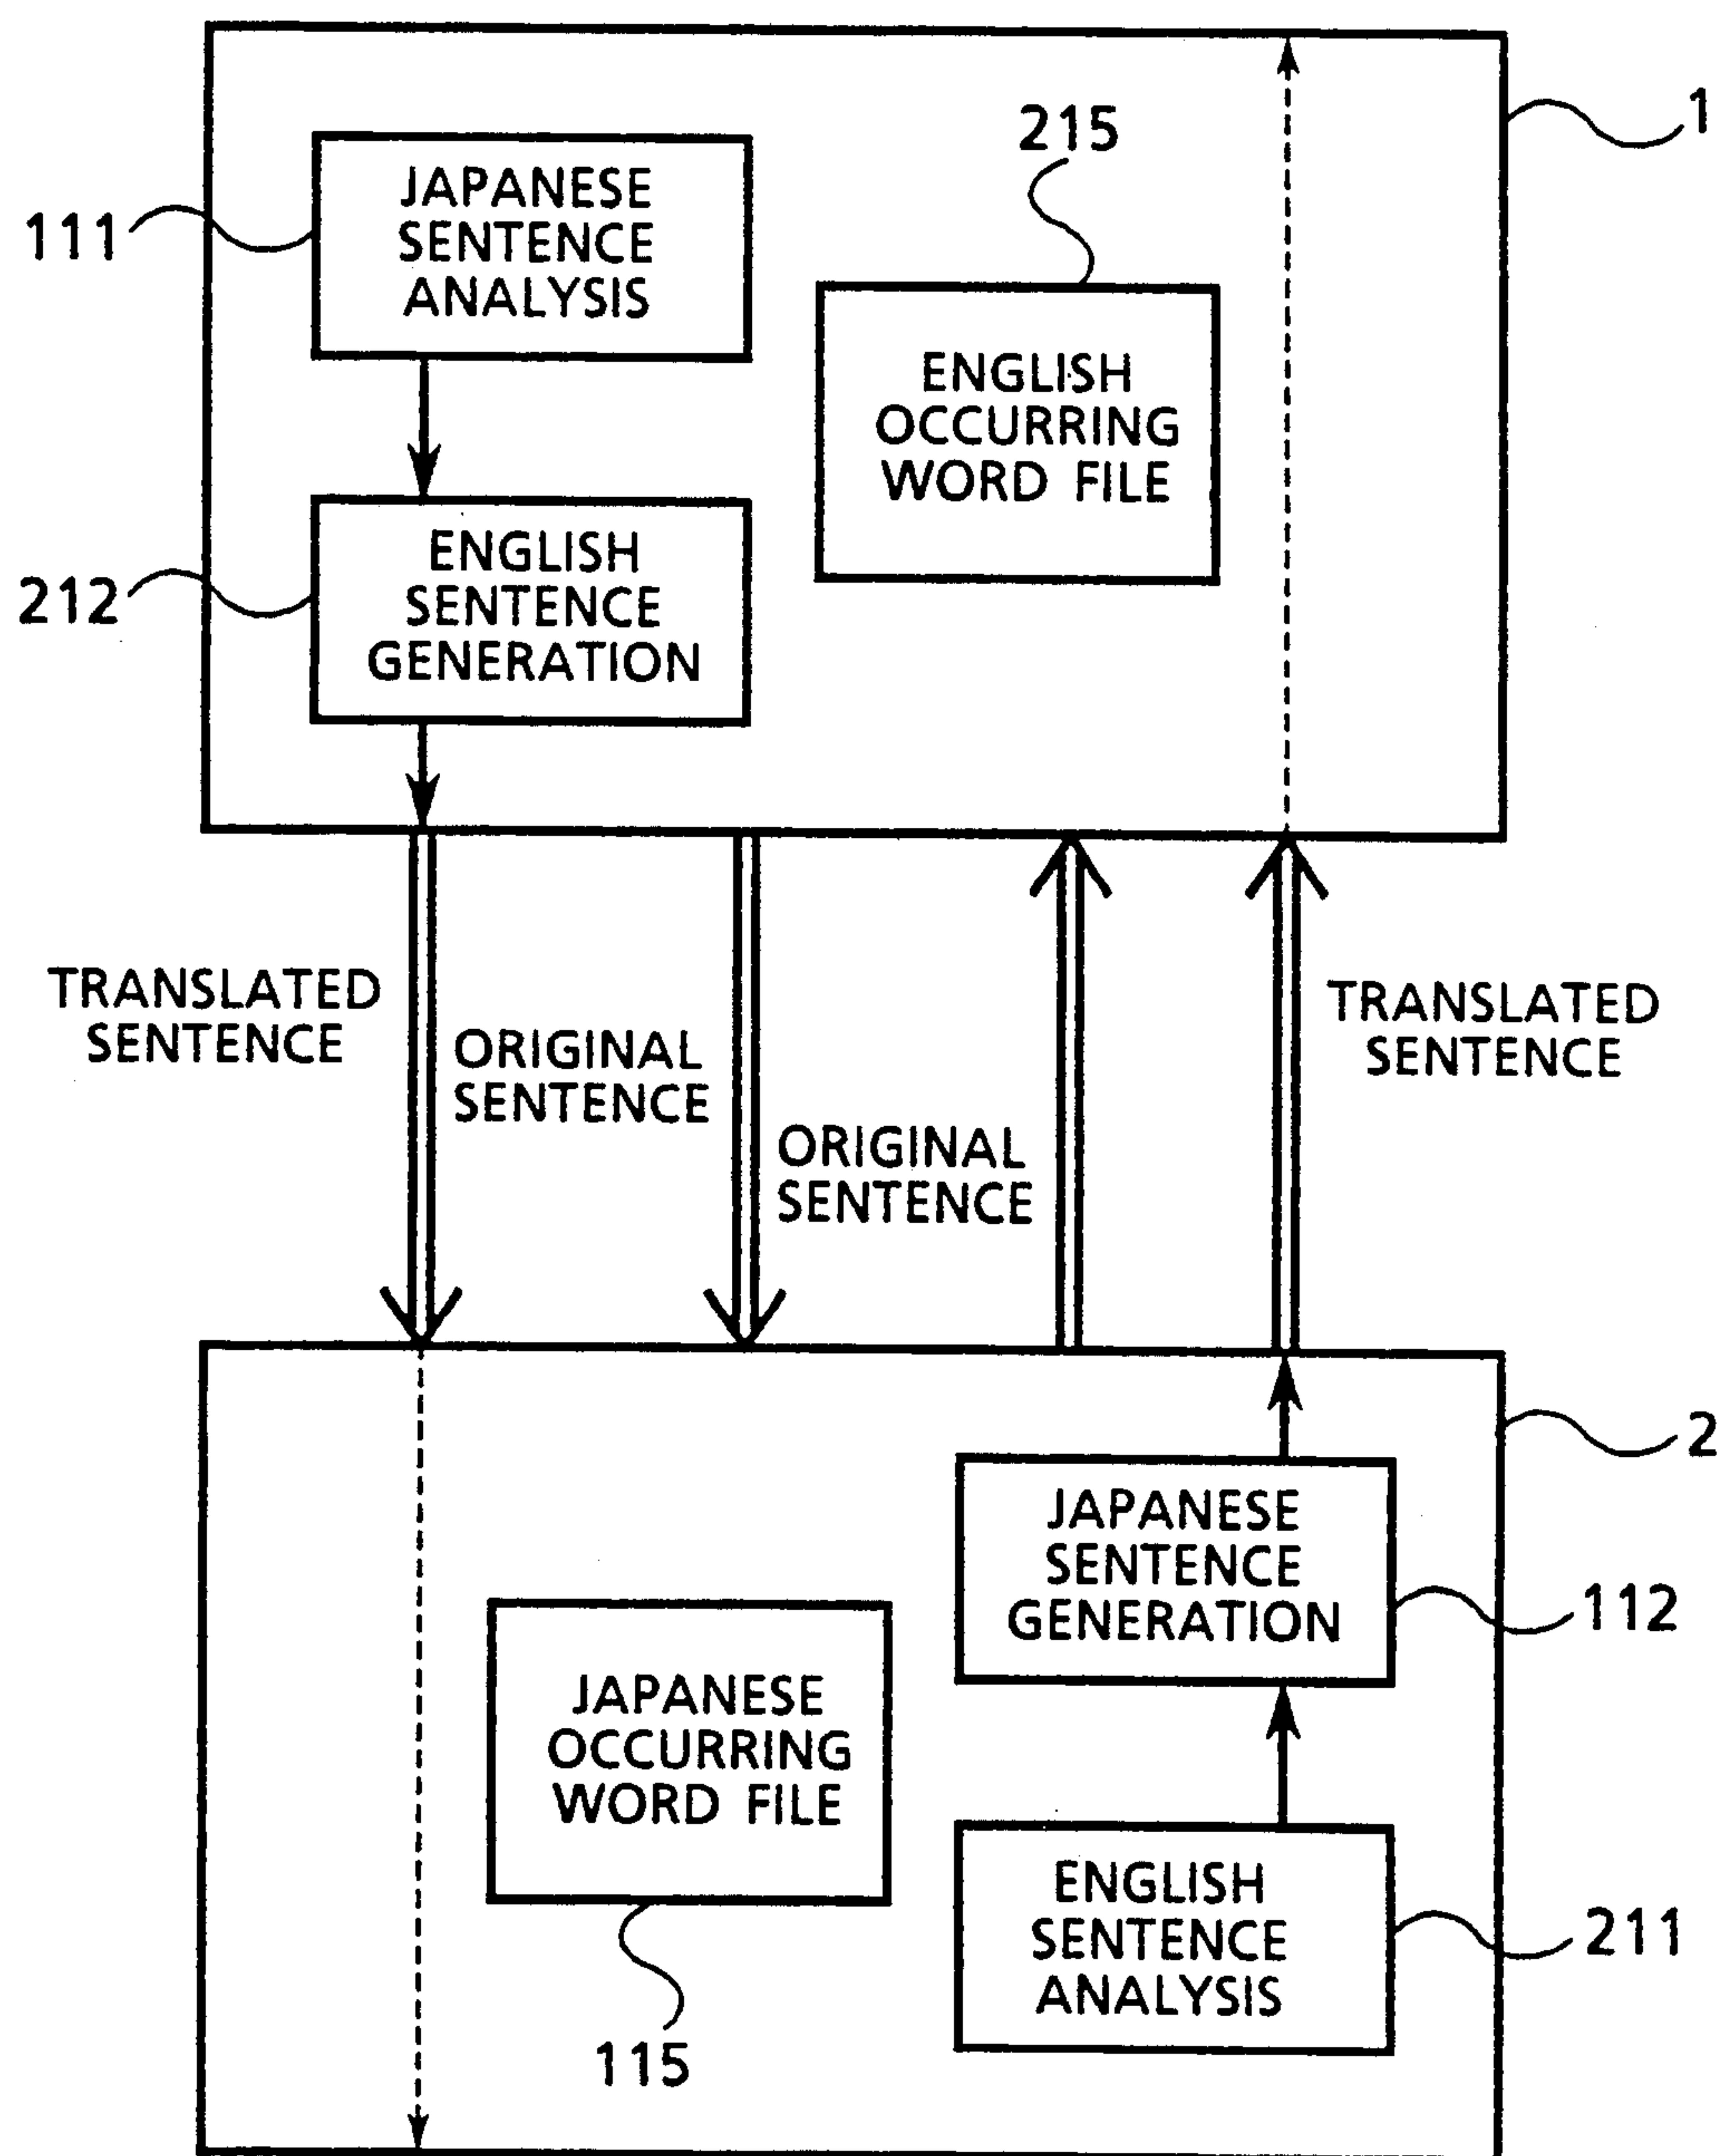 1
215
JAPANESE
SENTENCE
ANALYSIS
111
ENGLISH
OCCURRING
WORD FILE
ENGLISH
SENTENCE
GENERATION
212
TRANSLATED
SENTENCE
ORIGINAL
SENTENCE
ORIGINAL
SENTENCE
TRANSLATED
SENTENCE
2
JAPANESE
SENTENCE
GENERATION
112
JAPANESE
OCCURRING
WORD FILE
115
ENGLISH
SENTENCE
ANALYSIS
211